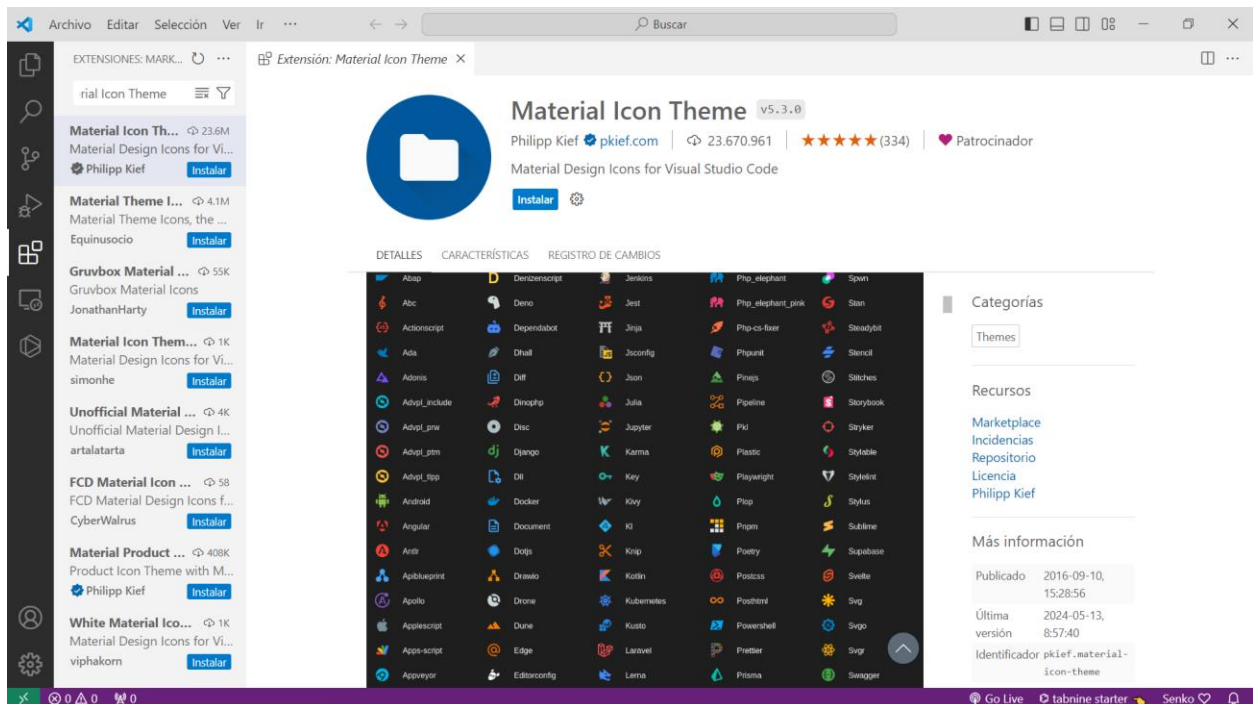 Archivo Editar Selección Ver Ir ···
Buscar
EXTENSIONES: MARK... ···
Extensión: Material Icon Theme
rial Icon Theme
Material Icon Th... 23.6M
Material Design Icons for Vi...
Philipp Kief Instalar
Material Theme I... 4.1M
Material Theme Icons, the ...
Equinusocio Instalar
Gruvbox Material ... 55K
Gruvbox Material Icons
JonathanHarty Instalar
Material Icon Them... 1K
Material Design Icons for Vi...
simonhe Instalar
Unofficial Material ... 4K
Unofficial Material Design I...
artalatarta Instalar
FCD Material Icon ... 58
FCD Material Design Icons f...
CyberWalrus Instalar
Material Product ... 408K
Product Icon Theme with M...
Philipp Kief Instalar
White Material Ico... 1K
Material Design Icons for Vi...
viphakorn Instalar
Material Icon Theme v5.3.0
Philipp Kief pkief.com 23.670.961 (334) Patrocinador
Material Design Icons for Visual Studio Code
Instalar
DETALLES CARACTERÍSTICAS REGISTRO DE CAMBIOS
Abap Denizenscript Jenkins Php_elephant Spwn
Abc Deno Jest Php_elephant_pink Stan
Actionscript Dependabot Jinja Php-cs-fixer Steadybit
Ada Dhall Jsconfig Phpunit Stencil
Adonis Diff Json Pinejs Stitches
Advpl_include Dinophp Julia Pipeline Storybook
Advpl_prw Disc Jupyter Pkl Stryker
Advpl_ptm Django Karma Plastic Stylable
Advpl_tlpp Dll Key Playwright Stylelint
Android Docker Kivy Plop Stylus
Angular Document Kl Pnpm Sublime
Antlr Dotjs Knip Poetry Supabase
Apiblueprint Drawio Kotlin Postcss Svelte
Apollo Drone Kubernetes Posthtml Svg
Applescript Dune Kusto Powershell Svgo
Apps-script Edge Laravel Prettier Svgr
Appveyor Editorconfig Lerna Prisma Swagger
Categorías
Themes
Recursos
Marketplace
Incidencias
Repositorio
Licencia
Philipp Kief
Más información
Publicado 2016-09-10,
15:28:56
Última 2024-05-13,
versión 8:57:40
Identificador pkief.material-
icon-theme
0 0 0 Go Live tabnine starter Senko